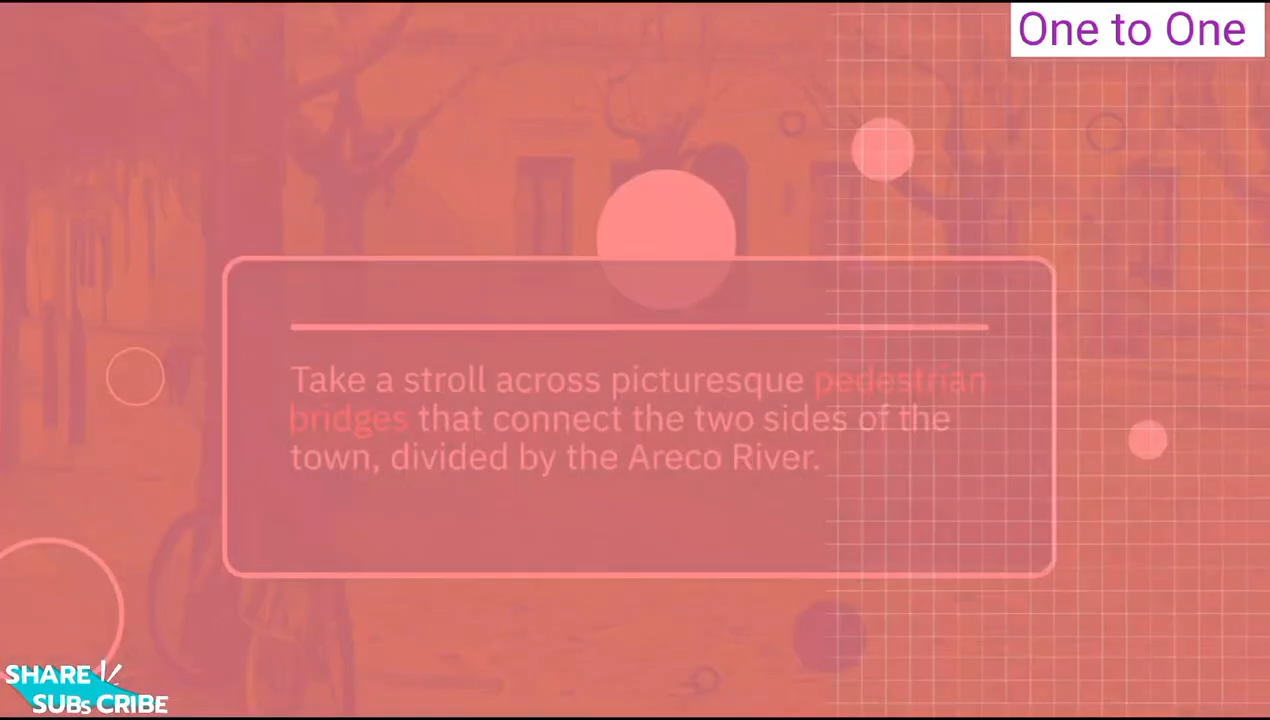 One to One
Take a stroll across picturesque pedestrian
bridges that connect the two sides of the
town, divided by the Areco River.
SHARE
SUBs CRIBE